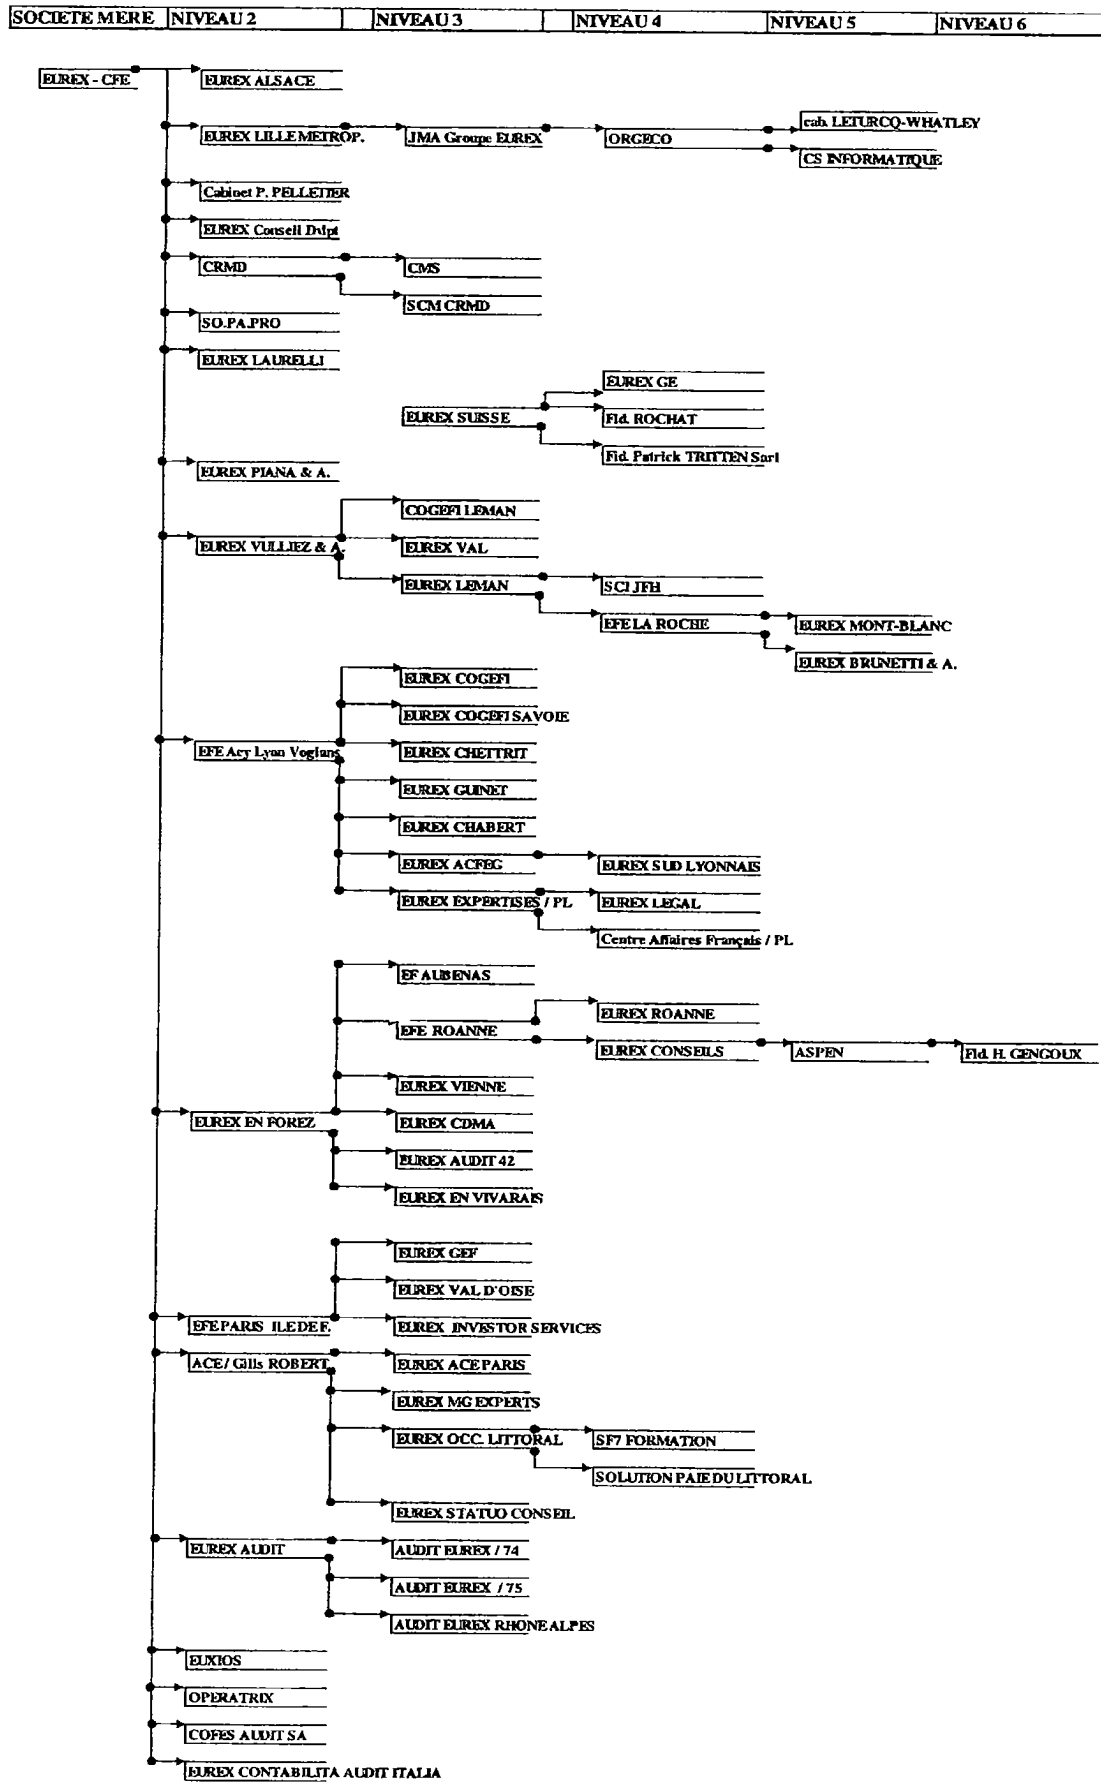 SOCIETE MERE NIVEAU 2 NIVEAU 3 NIVEAU 4 NIVEAU 5 NIVEAU 6
EUREX - CFE EUREX ALSACE
cab. LETURCQ-WHATLEY
EUREX LILLE METROP. JMA Groupe EUREX ORGECO
CS INFORMATIQUE
Cabinet P. PELLETIER
EUREX Conseil Dvlpt
CRMD CMS
SCM CRMD
SO.PA.PRO
EUREX LAURELLI
EUREX GE
EUREX SUISSE Fid. ROCHAT
Fid. Patrick TRITTEN Sarl
EUREX PIANA & A.
COGEFI LEMAN
EUREX VULLIEZ & A. EUREX VAL
EUREX LEMAN SCI JFH
EFE LA ROCHE EUREX MONT-BLANC
EUREX BRUNETTI & A.
EUREX COGEFI
EUREX COGEFI SAVOIE
EFE Acy Lyon Voglans EUREX CHETTRIT
EUREX GUINET
EUREX CHABERT
EUREX ACFEG EUREX SUD LYONNAIS
EUREX EXPERTISES / PL EUREX LEGAL
Centre Affaires Français / PL
EF AUBENAS
EUREX ROANNE
EFE ROANNE
EUREX CONSEILS ASPEN Fid. H. GENGOUX
EUREX VIENNE
EUREX EN FOREZ EUREX CDMA
EUREX AUDIT 42
EUREX EN VIVARAIS
EUREX GEF
EUREX VAL D'OISE
EFE PARIS ILE DE F. EUREX INVESTOR SERVICES
ACE / Gills ROBERT EUREX ACE PARIS
EUREX MG EXPERTS
EUREX OCC. LITTORAL SF7 FORMATION
SOLUTION PAIE DU LITTORAL
EUREX STATUO CONSEIL
EUREX AUDIT AUDIT EUREX / 74
AUDIT EUREX / 75
AUDIT EUREX RHONE ALPES
EUXIOS
OPERATRIX
COFES AUDIT SA
EUREX CONTABILITA AUDIT ITALIA